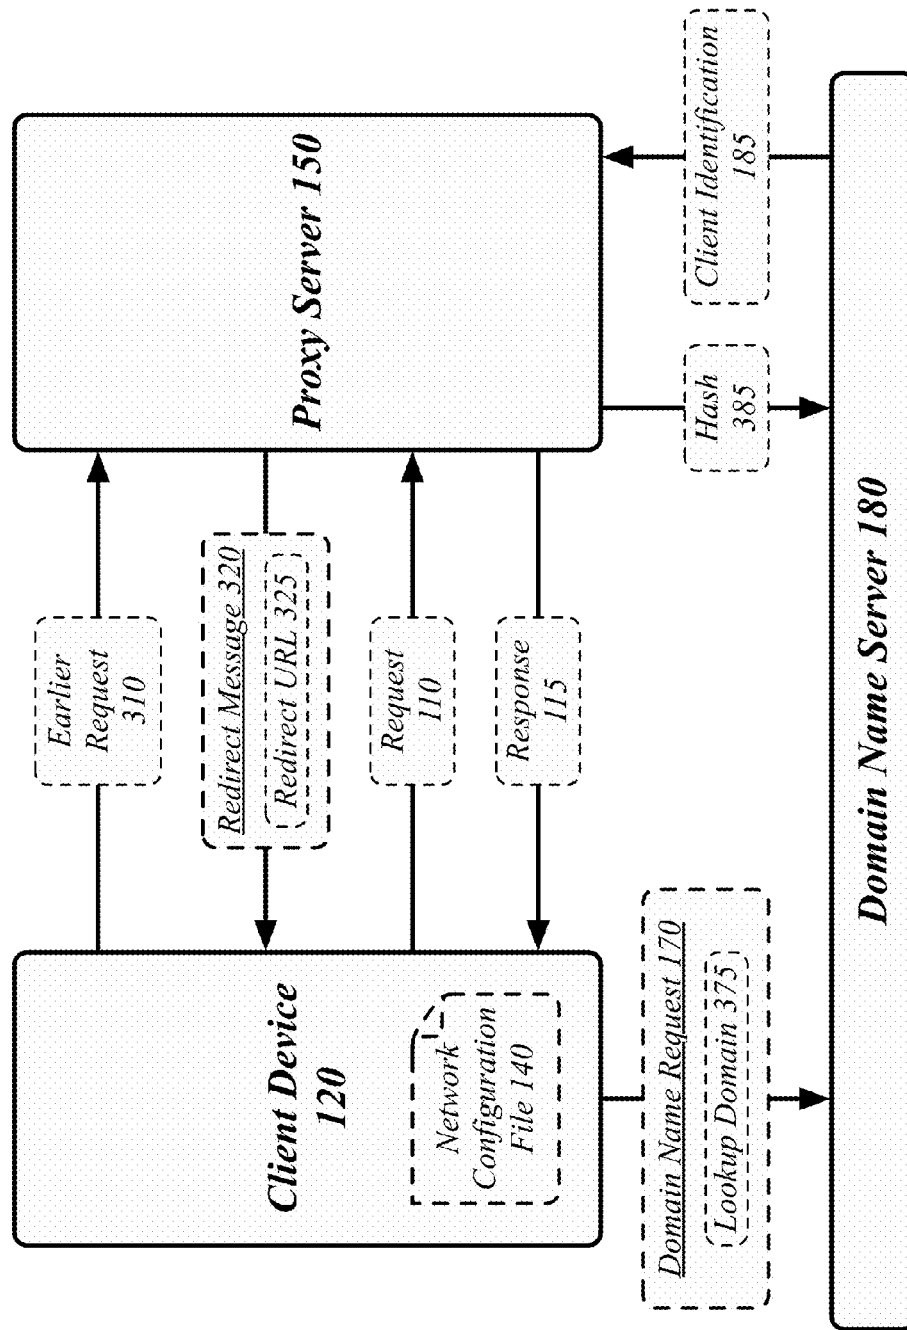 Client Device
120
Network
Configuration
File 140
Earlier
Request
310
Redirect Message 320
Redirect URL 325
Request
110
Response
115
Proxy Server 150
Domain Name Request 170
Lookup Domain 375
Hash
385
Client Identification
185
Domain Name Server 180